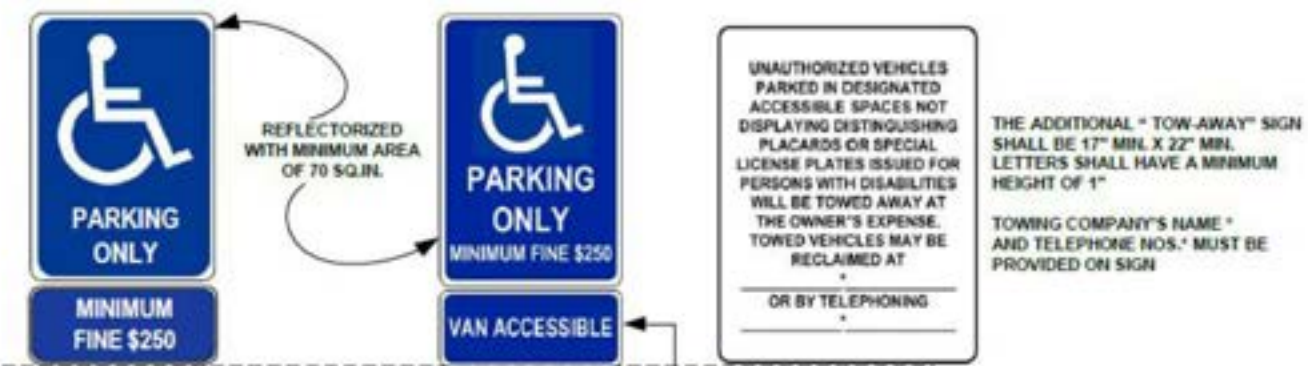 PARKING
ONLY
MINIMUM
FINE $250
REFLECTORIZED
WITH MINIMUM AREA
OF 70 SQ.IN.
PARKING
ONLY
MINIMUM FINE $250
VAN ACCESSIBLE
UNAUTHORIZED VEHICLES
PARKED IN DESIGNATED
ACCESSIBLE SPACES NOT
DISPLAYING DISTINGUISHING
PLACARDS OR SPECIAL
LICENSE PLATES ISSUED FOR
PERSONS WITH DISABILITIES
WILL BE TOWED AWAY AT
THE OWNER"S EXPENSE.
TOWED VEHICLES MAY BE
RECLAIMED AT
*
OR BY TELEPHONING
*
THE ADDITIONAL " TOW-AWAY" SIGN
SHALL BE 17" MIN. X 22" MIN.
LETTERS SHALL HAVE A MINIMUM
HEIGHT OF 1"
TOWING COMPANY'S NAME *
AND TELEPHONE NOS.* MUST BE
PROVIDED ON SIGN